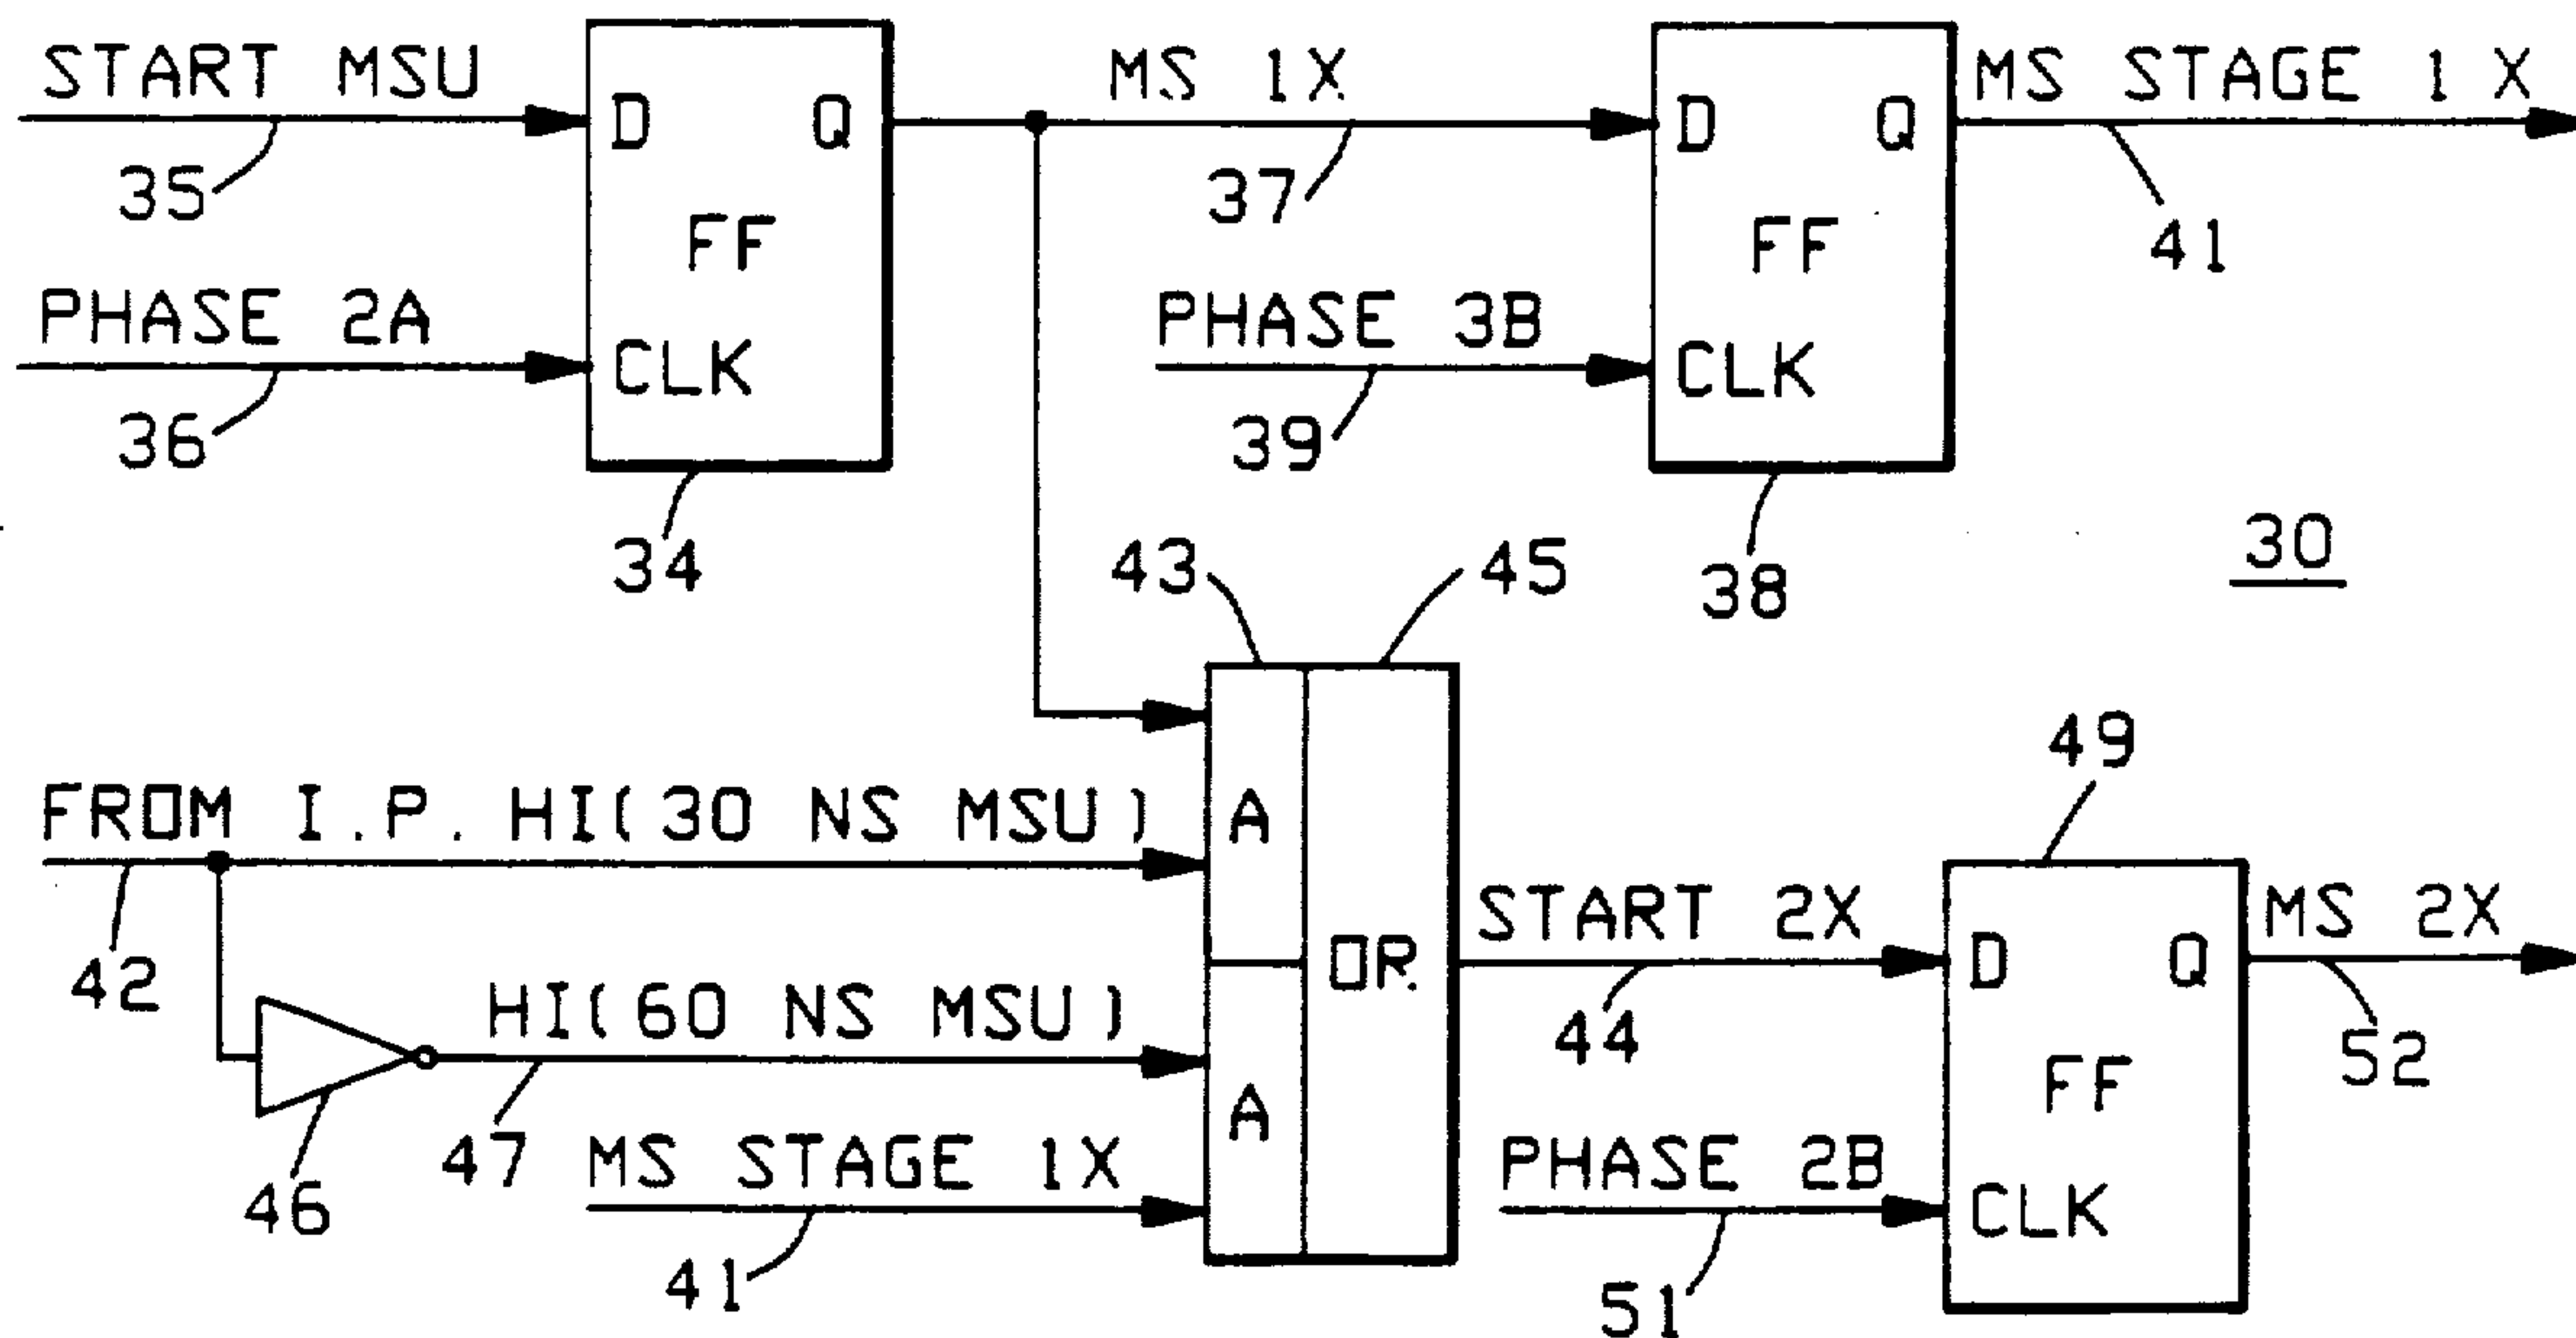 START MSU
MS 1X
MS STAGE 1 X
D Q
D Q
35
37
FF
FF
41
PHASE 2A
PHASE 3B
CLK
CLK
36
39
34
43
45
38
30
A
FROM I.P. HI(30 NS MSU)
49
42
OR
START 2X
D Q
MS 2X
HI(60 NS MSU)
44
52
FF
A
46
47
MS STAGE 1X
PHASE 2B
CLK
41
51